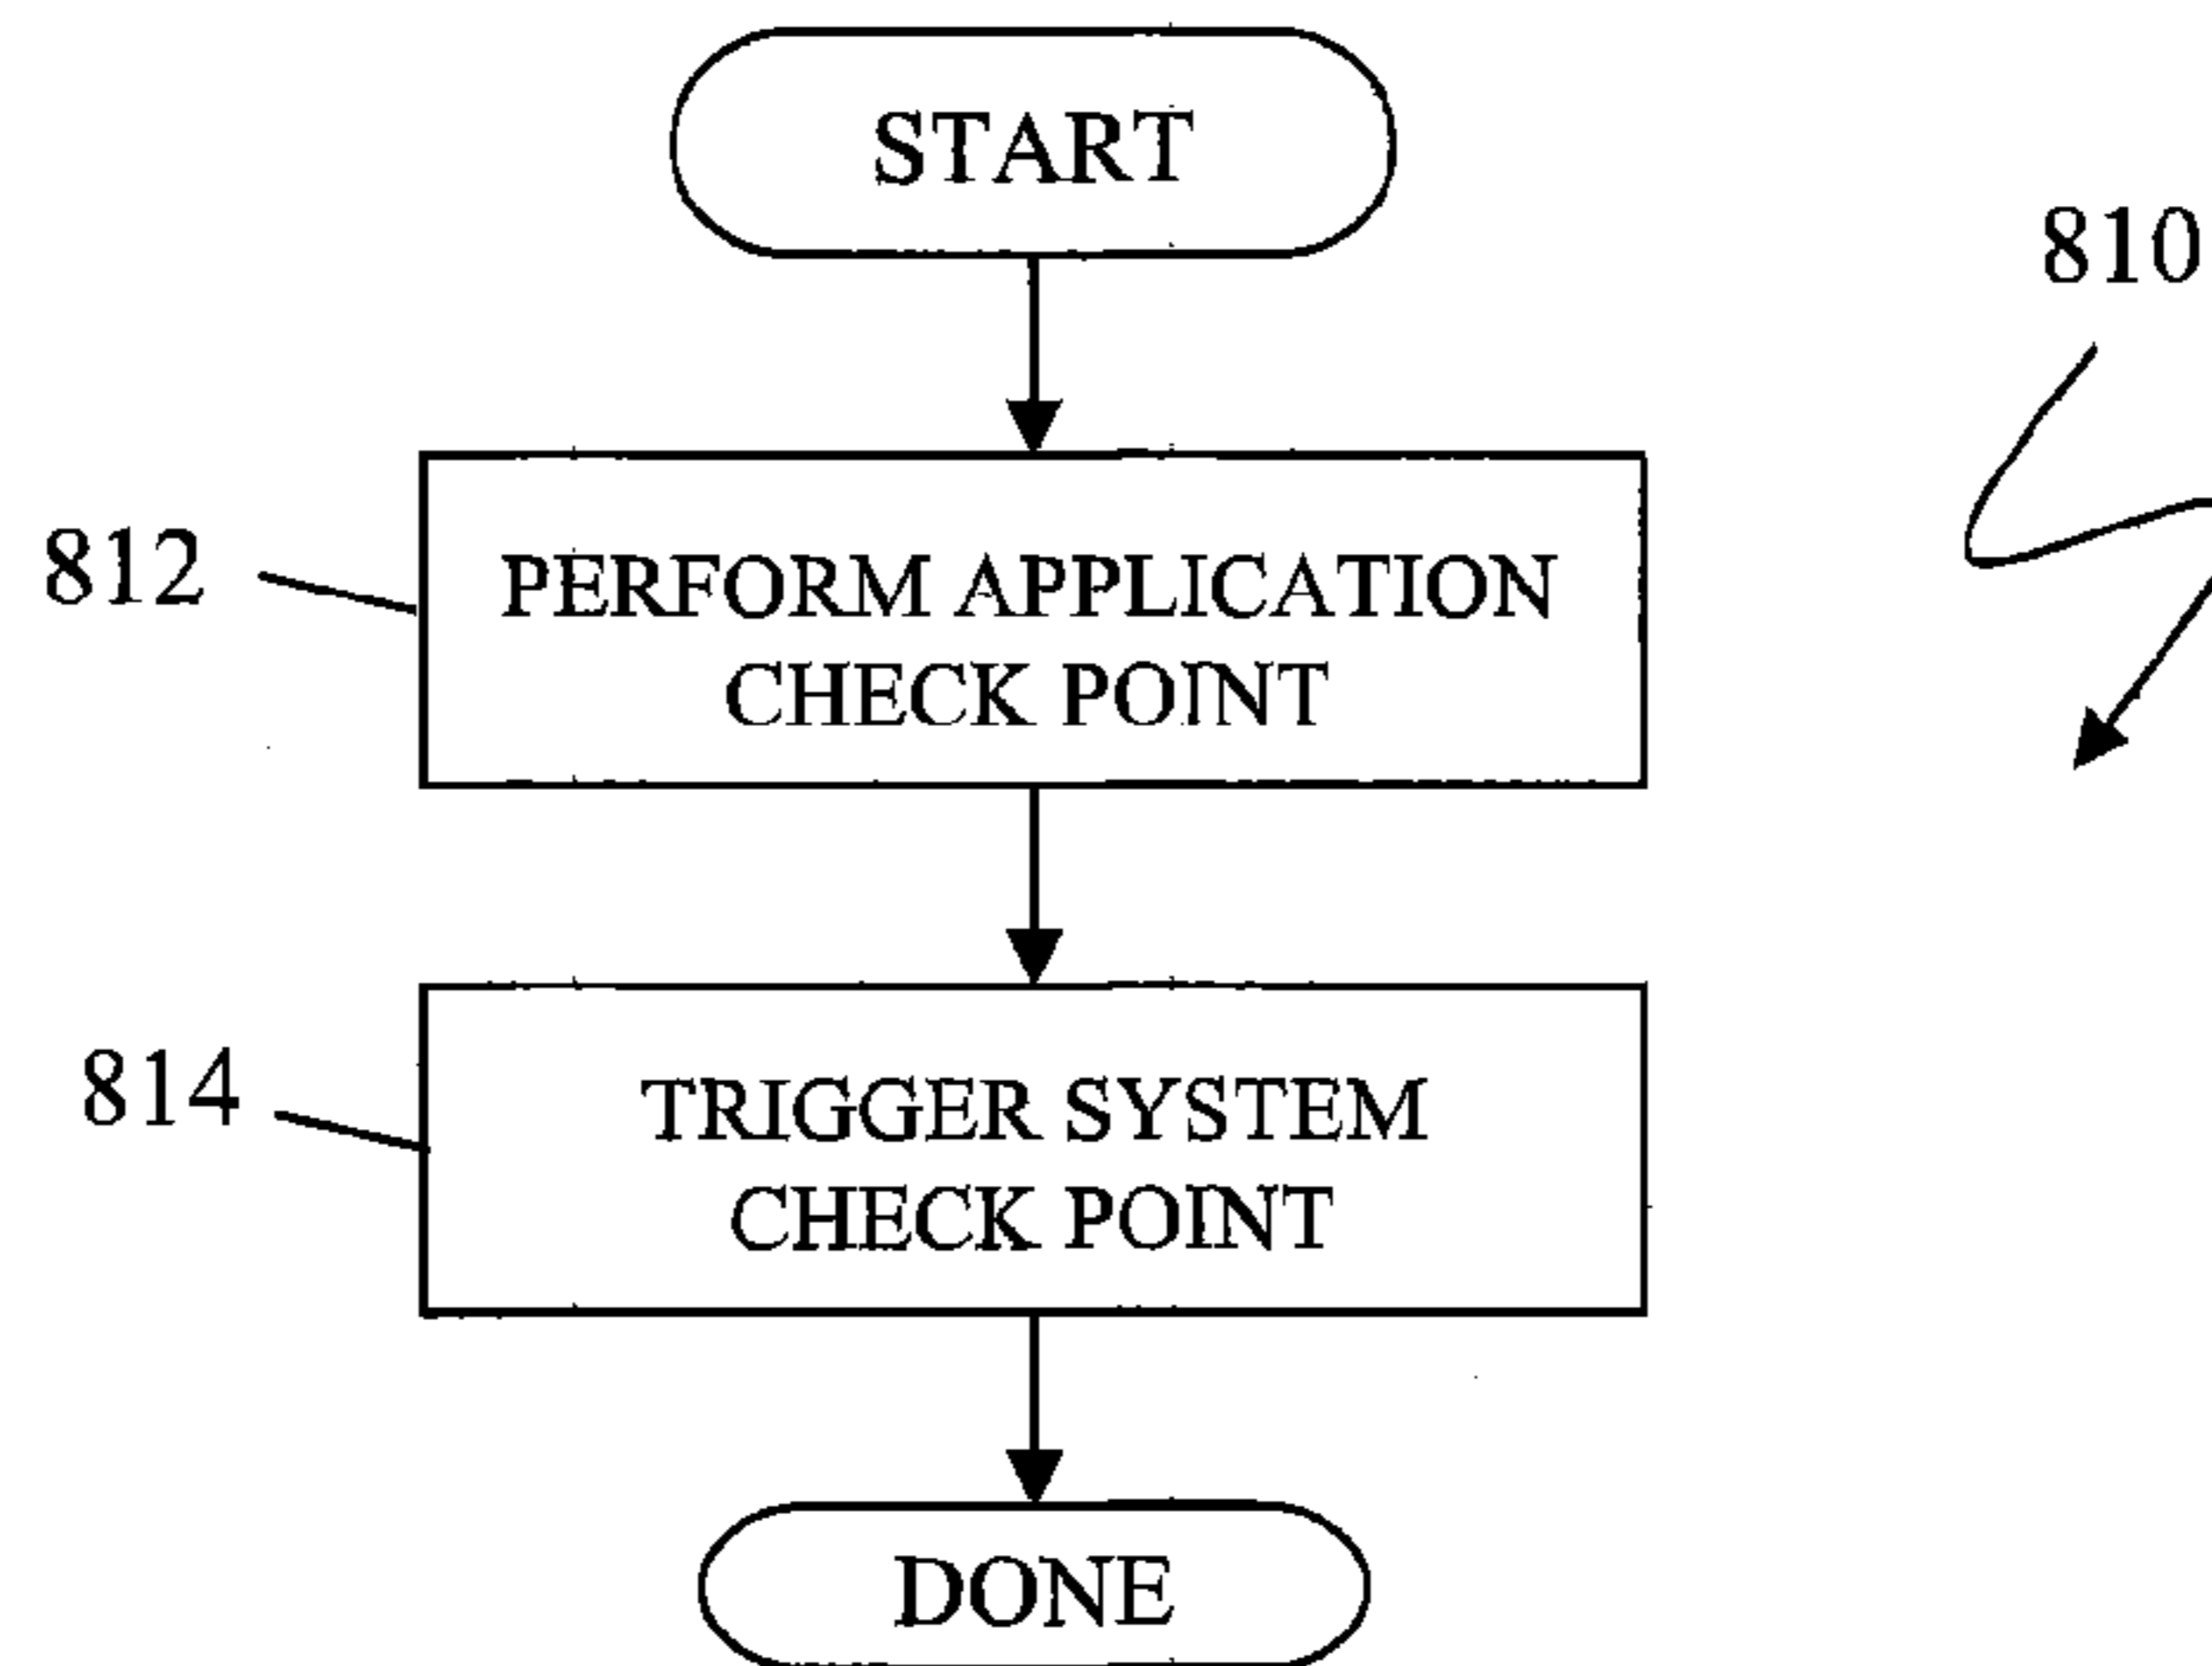 START
810
812
PERFORM APPLICATION
CHECK POINT
814
TRIGGER SYSTEM
CHECK POINT
DONE